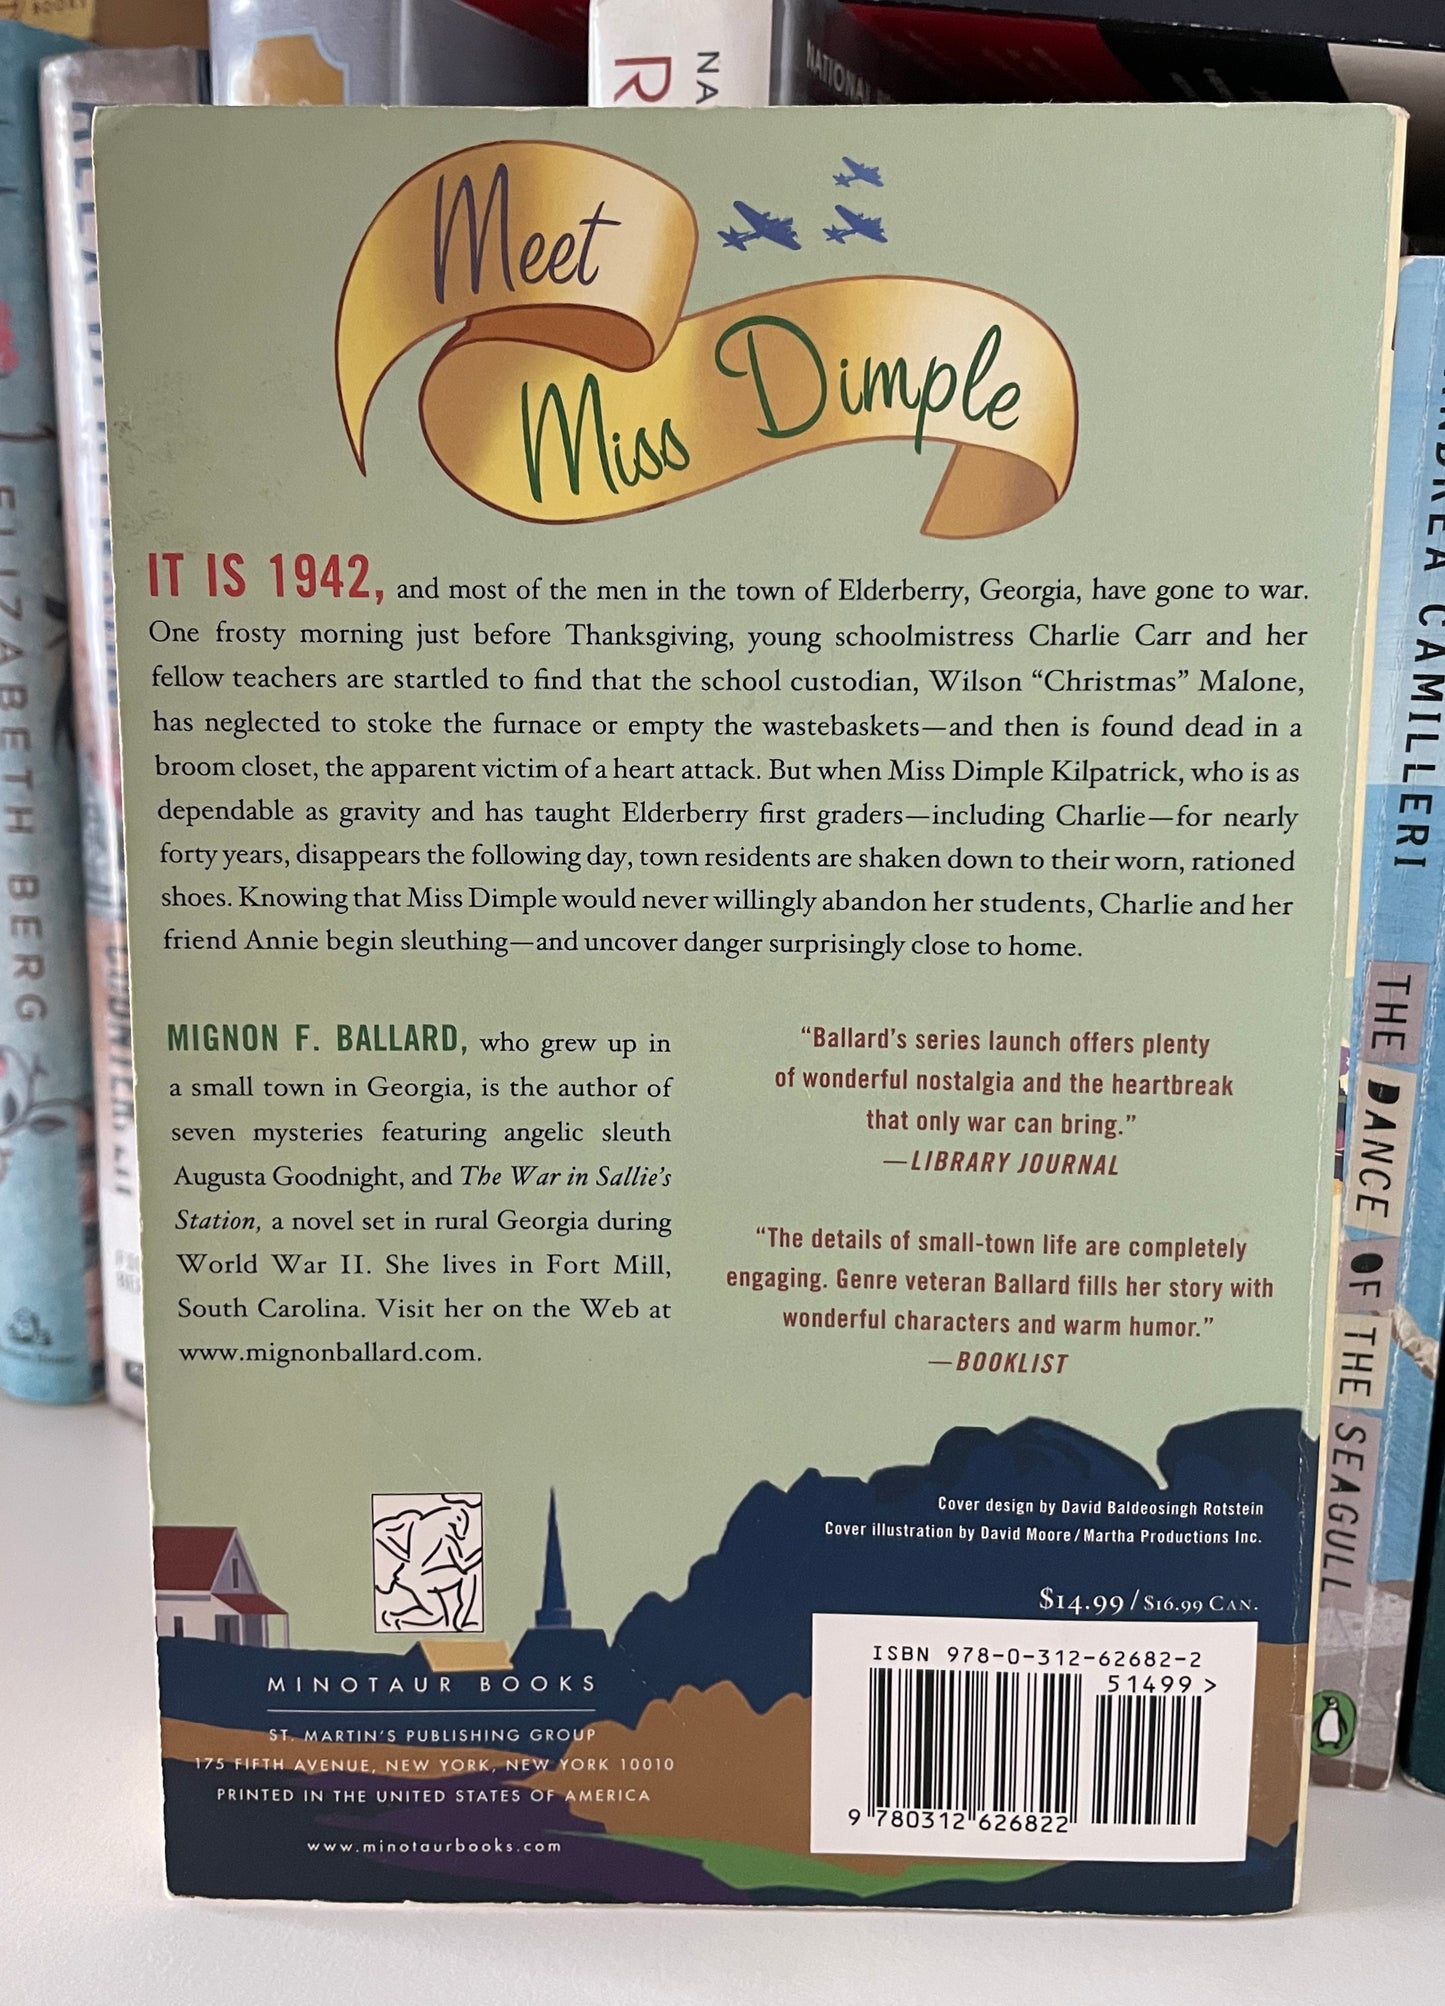 BOOKS
NA
R
NATIONAL
ELIZABETH BERG
ANDREA CAMILLERI
THE DANCE OF THE SEAGULL
Meet
Miss Dimple
IT IS 1942, and most of the men in the town of Elderberry, Georgia, have gone to war.
One frosty morning just before Thanksgiving, young schoolmistress Charlie Carr and her
fellow teachers are startled to find that the school custodian, Wilson “Christmas” Malone,
has neglected to stoke the furnace or empty the wastebaskets—and then is found dead in a
broom closet, the apparent victim of a heart attack. But when Miss Dimple Kilpatrick, who is as
dependable as gravity and has taught Elderberry first graders—including Charlie—for nearly
forty years, disappears the following day, town residents are shaken down to their worn, rationed
shoes. Knowing that Miss Dimple would never willingly abandon her students, Charlie and her
friend Annie begin sleuthing—and uncover danger surprisingly close to home.
MIGNON F. BALLARD, who grew up in
a small town in Georgia, is the author of
seven mysteries featuring angelic sleuth
Augusta Goodnight, and The War in Sallie’s
Station, a novel set in rural Georgia during
World War II. She lives in Fort Mill,
South Carolina. Visit her on the Web at
www.mignonballard.com.
“Ballard’s series launch offers plenty
of wonderful nostalgia and the heartbreak
that only war can bring.”
—LIBRARY JOURNAL
“The details of small-town life are completely
engaging. Genre veteran Ballard fills her story with
wonderful characters and warm humor.”
—BOOKLIST
Cover design by David Baldeosingh Rotstein
Cover illustration by David Moore/Martha Productions Inc.
$14.99/$16.99 CAN.
ISBN 978-0-312-62682-2
51499>
9 780312 626822
MINOTAUR BOOKS
ST. MARTIN’S PUBLISHING GROUP
175 FIFTH AVENUE, NEW YORK, NEW YORK 10010
PRINTED IN THE UNITED STATES OF AMERICA
www.minotaurbooks.com